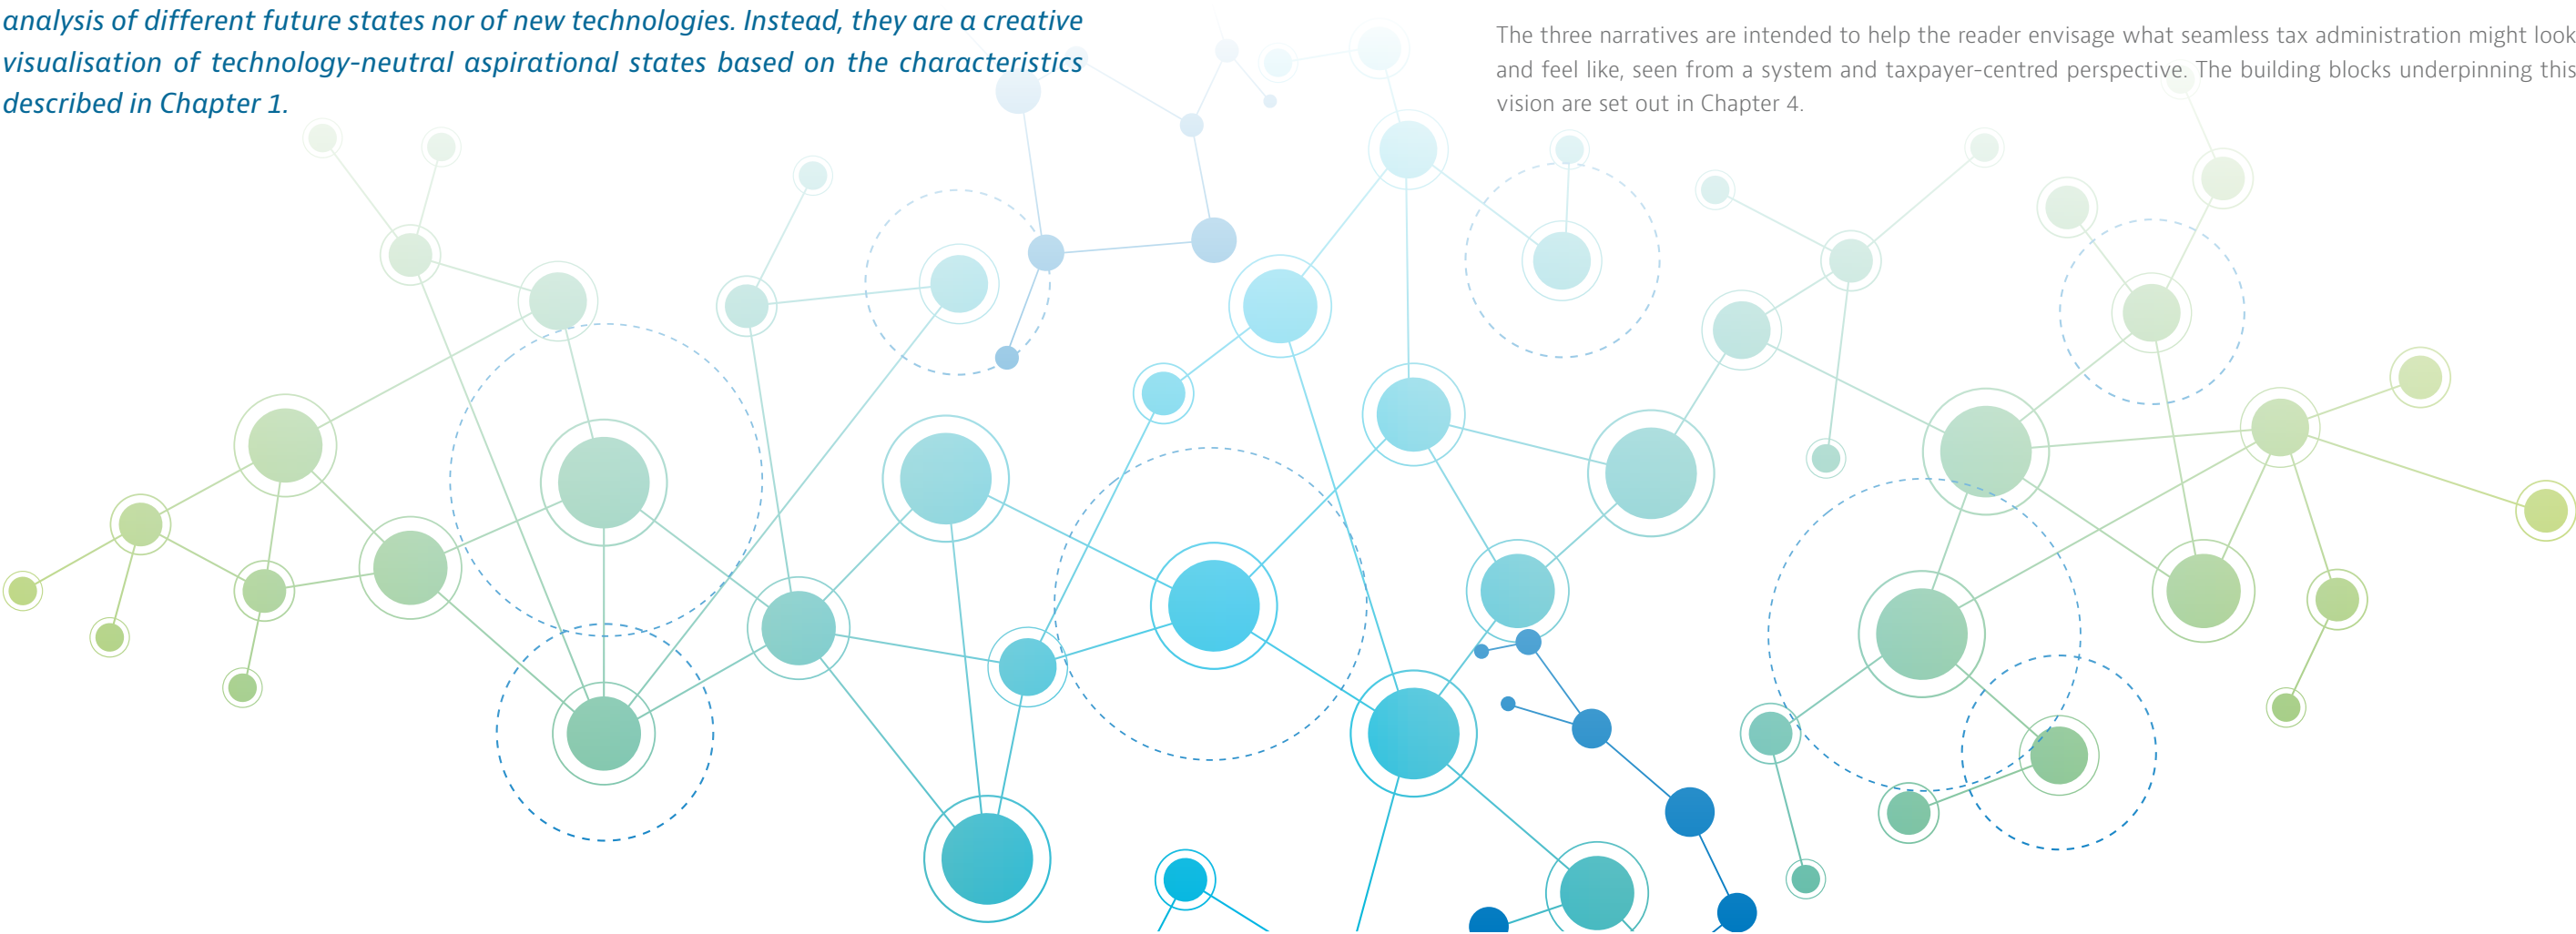 analysis of different future states nor of new technologies. Instead, they are a creative
visualisation of technology-neutral aspirational states based on the characteristics
described in Chapter 1.
The three narratives are intended to help the reader envisage what seamless tax administration might look
and feel like, seen from a system and taxpayer-centred perspective. The building blocks underpinning this
vision are set out in Chapter 4.